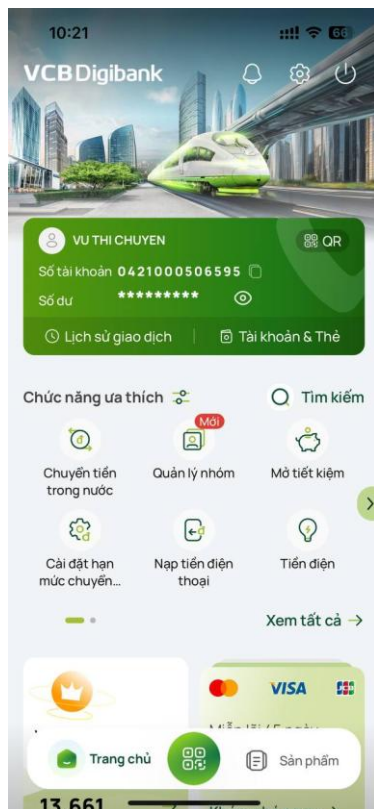 10:21
66
VCB Digibank
VU THI CHUYEN
QR
Số tài khoản 0421000506595
Số dư *********
Lịch sử giao dịch
Tài khoản & Thẻ
Chức năng ưa thích
Tìm kiếm
Mới
Chuyển tiền trong nước
Quản lý nhóm
Mở tiết kiệm
Cài đặt hạn mức chuyển...
Nạp tiền điện thoại
Tiền điện
Xem tất cả →
VISA
JCB
Trang chủ
Sản phẩm
13.661